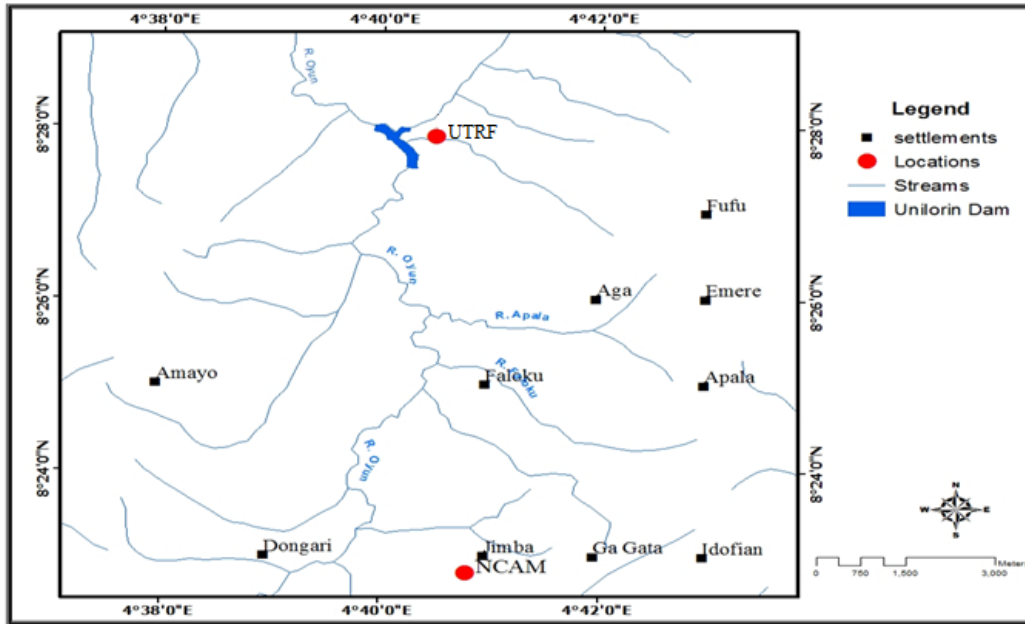 4°38'0"E 4°40'0"E 4°42'0"E
R. Oyun
8°28'0"N
UTRF
8°28'0"N
Legend
settlements
Locations
Streams
Unilorin Dam
Fufu
R. Oyun
8°26'0"N
Aga
Emere
8°26'0"N
R. Apala
Amayo
Faloku
R. Faloku
Apala
R. Oyun
8°24'0"N
8°24'0"N
N
W E
S
Dongari
Jimba
Ga Gata
Idofian
NCAM
0 750 1,500 3,000
Meters
4°38'0"E 4°40'0"E 4°42'0"E